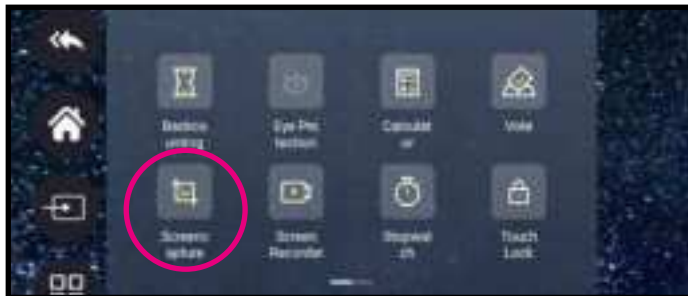 Eye Pro
tection
Calculat
or
Vote
Screenc
apture
Screen
Recorder
Stopwat
ch
Touch
Lock